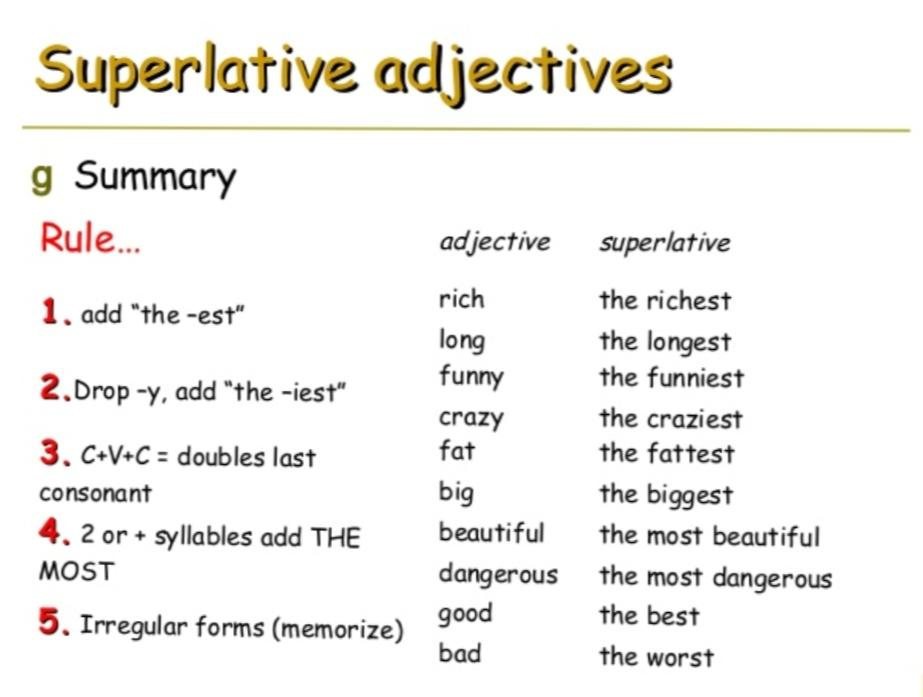 Superlative adjectives
g Summary
Rule... adjective superlative
1. add “the –est” rich the richest
long the longest
2.Drop –y, add “the –iest” funny the funniest
crazy the craziest
3. C+V+C = doubles last fat the fattest
consonant big the biggest
4. 2 or + syllables add THE beautiful the most beautiful
MOST dangerous the most dangerous
5. Irregular forms (memorize) good the best
bad the worst